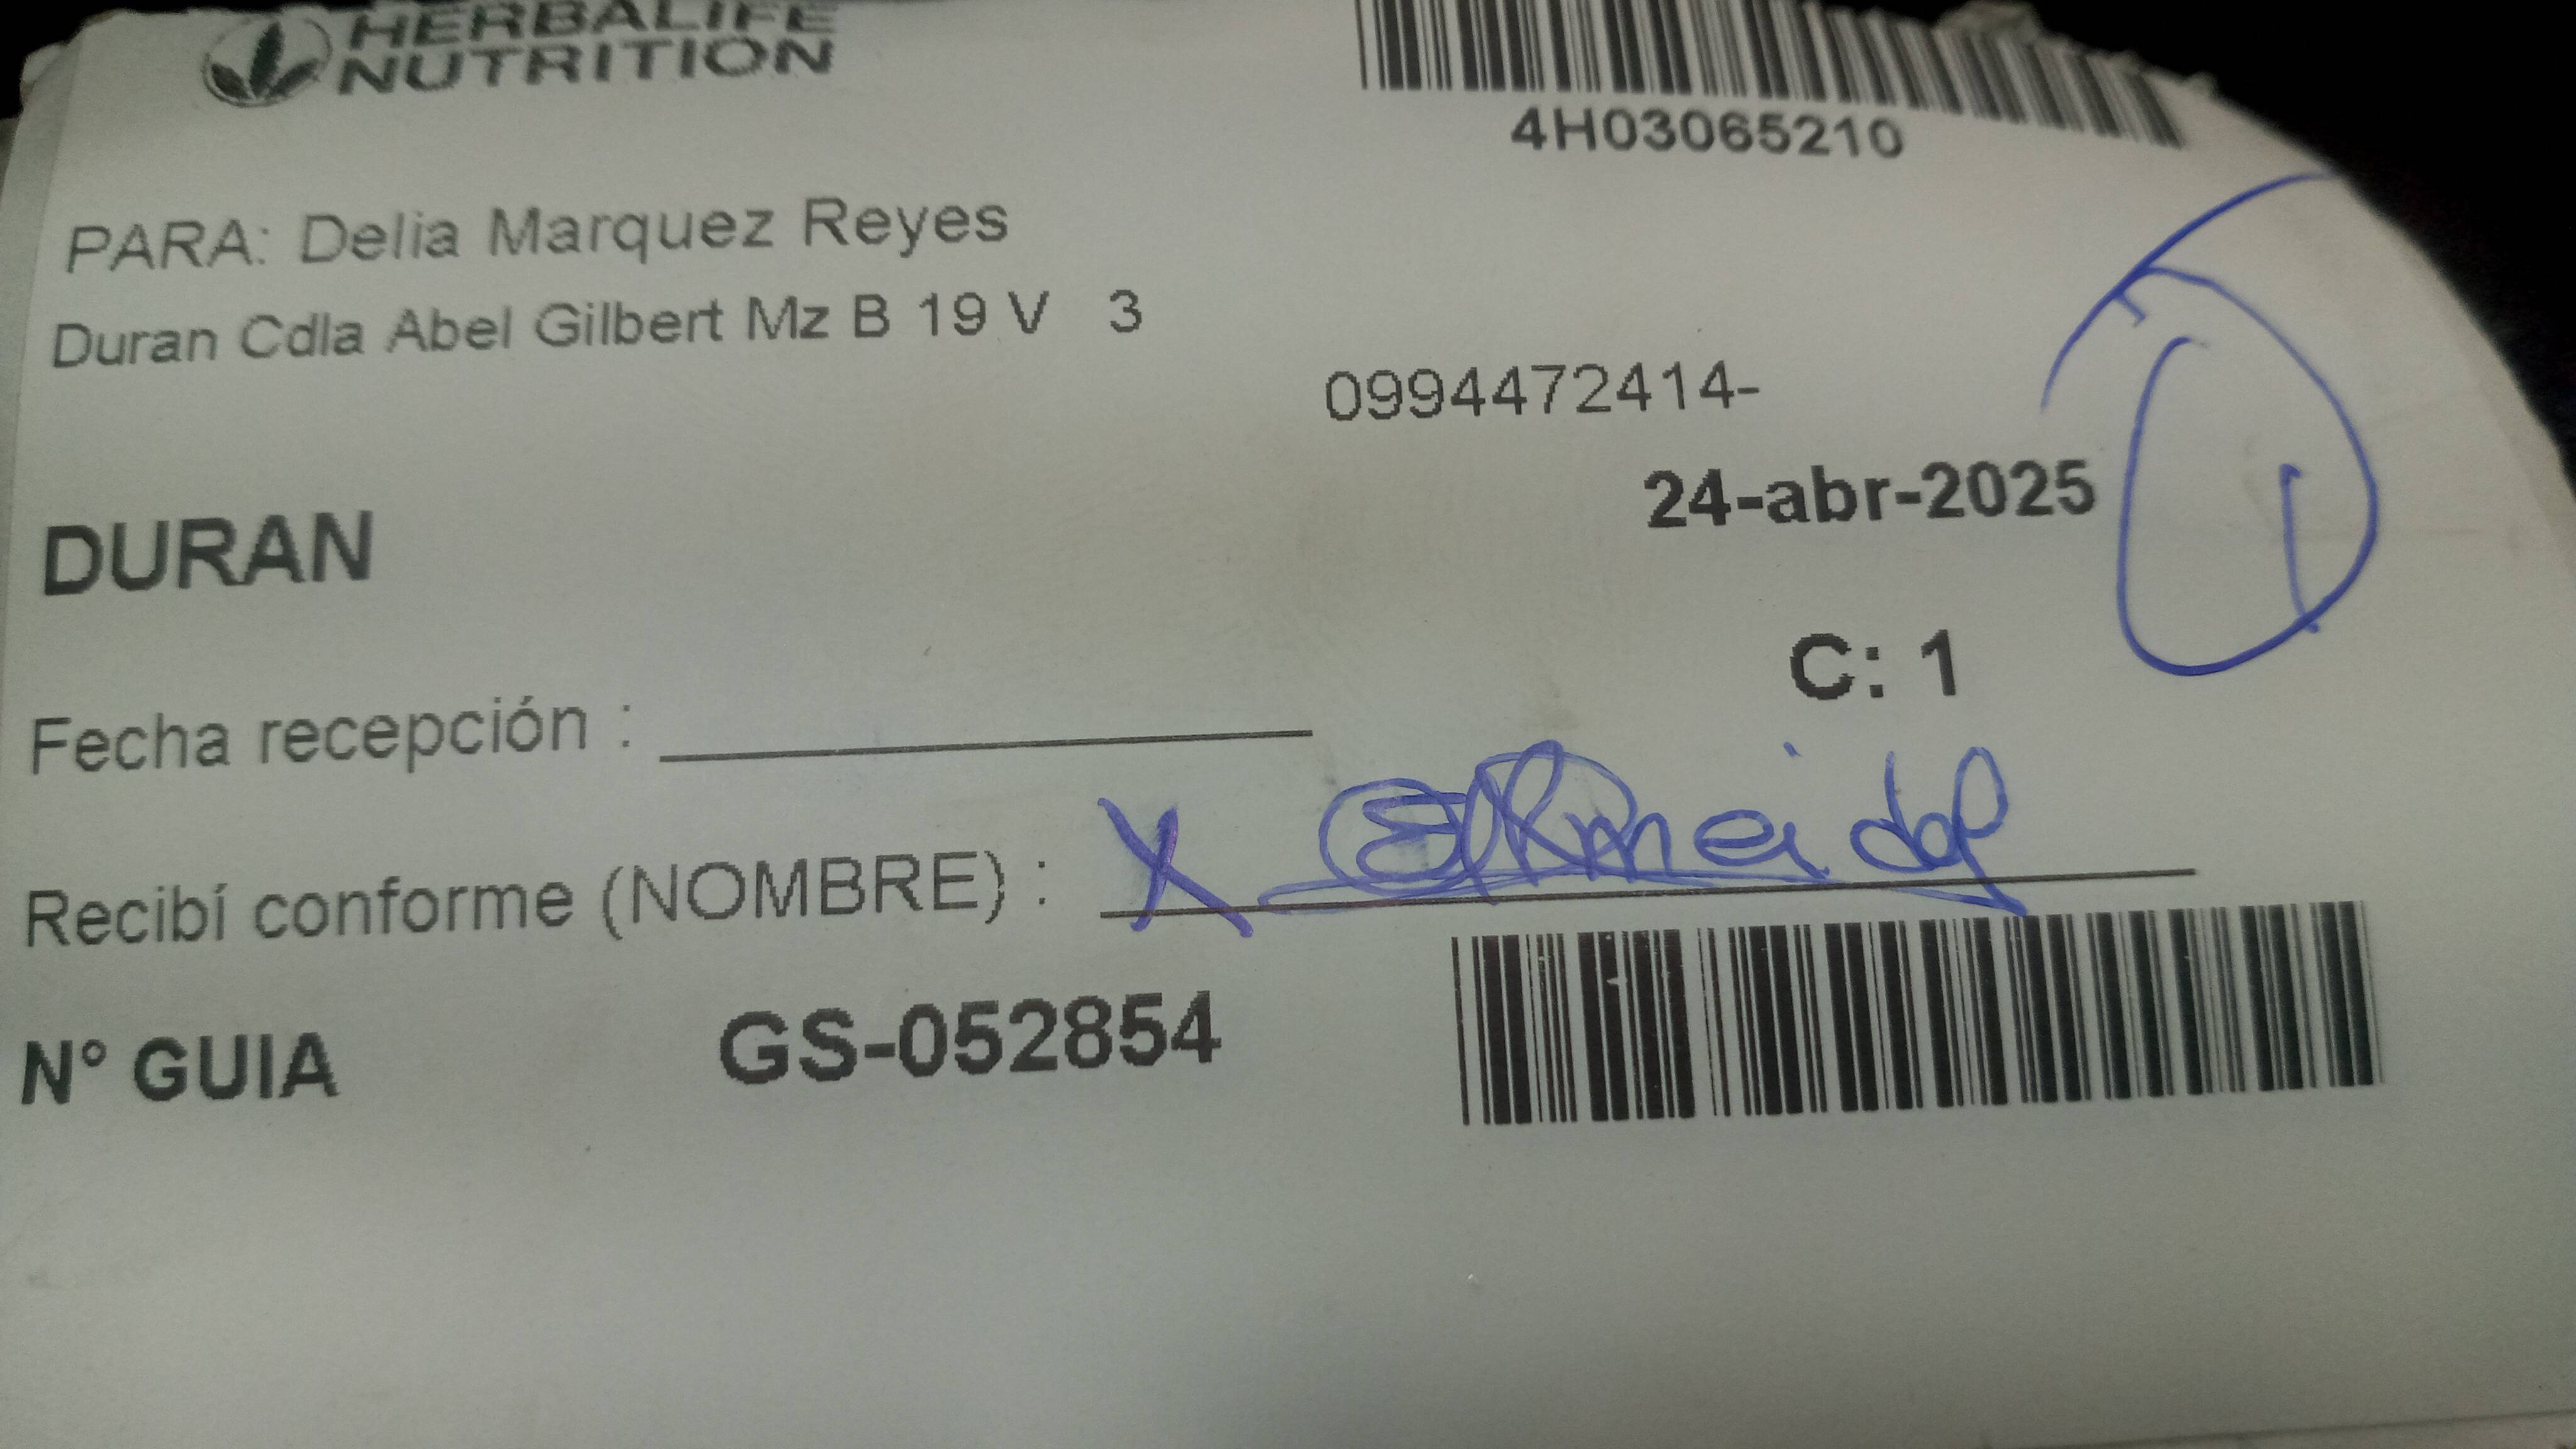 HERBALIFE
NUTRITION
4H03065210
PARA: Delia Marquez Reyes
Duran Cdla Abel Gilbert Mz B 19 V 3
0994472414-
24-abr-2025
DURAN
C: 1
Fecha recepción :
Recibí conforme (NOMBRE) : X
N° GUIA GS-052854